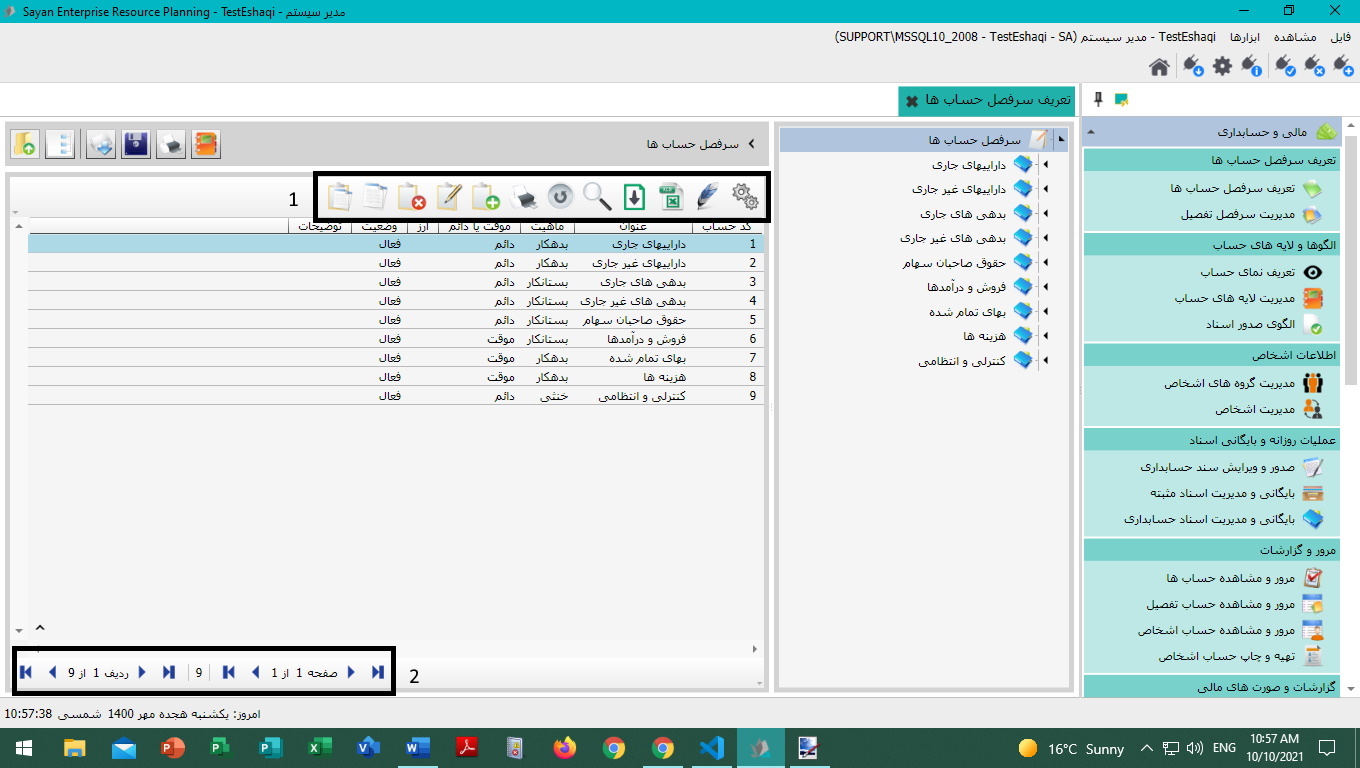 Sayan Enterprise Resource Planning - TestEshaqi - مدیر سیستم
فایل مشاهده ابزارها TestEshaqi - مدیر سیستم (SUPPORT\MSSQL10_2008 - TestEshaqi - SA)
تعریف سرفصل حساب ها
مالی و حسابداری
تعریف سرفصل حساب ها
تعریف سرفصل حساب ها
مدیریت سرفصل تفصیل
الگوها و لایه های حساب
تعریف نمای حساب
مدیریت لایه های حساب
الگوی صدور اسناد
اطلاعات اشخاص
مدیریت گروه های اشخاص
مدیریت اشخاص
عملیات روزانه و بایگانی اسناد
صدور و ویرایش سند حسابداری
بایگانی و مدیریت اسناد مثبته
بایگانی و مدیریت اسناد حسابداری
مرور و گزارشات
مرور و مشاهده حساب ها
مرور و مشاهده حساب تفصیل
مرور و مشاهده حساب اشخاص
تهیه و چاپ حساب اشخاص
گزارشات و صورت های مالی
سرفصل حساب ها
داراییهای جاری
داراییهای غیر جاری
بدهی های جاری
بدهی های غیر جاری
حقوق صاحبان سهام
فروش و درآمدها
بهای تمام شده
هزینه ها
کنترلی و انتظامی
سرفصل حساب ها
1
کد حساب عنوان ماهیت موقت یا دائم ارز وضعیت توضیحات
1 داراییهای جاری بدهکار دائم فعال
2 داراییهای غیر جاری بدهکار دائم فعال
3 بدهی های جاری بستانکار دائم فعال
4 بدهی های غیر جاری بستانکار دائم فعال
5 حقوق صاحبان سهام بستانکار دائم فعال
6 فروش و درآمدها بستانکار موقت فعال
7 بهای تمام شده بدهکار موقت فعال
8 هزینه ها بدهکار موقت فعال
9 کنترلی و انتظامی خنثی دائم فعال
صفحه 1 از 1
9
ردیف 1 از 9
2
امروز: یکشنبه هجده مهر 1400 شمسی 10:57:38
16°C Sunny
ENG
10:57 AM
10/10/2021